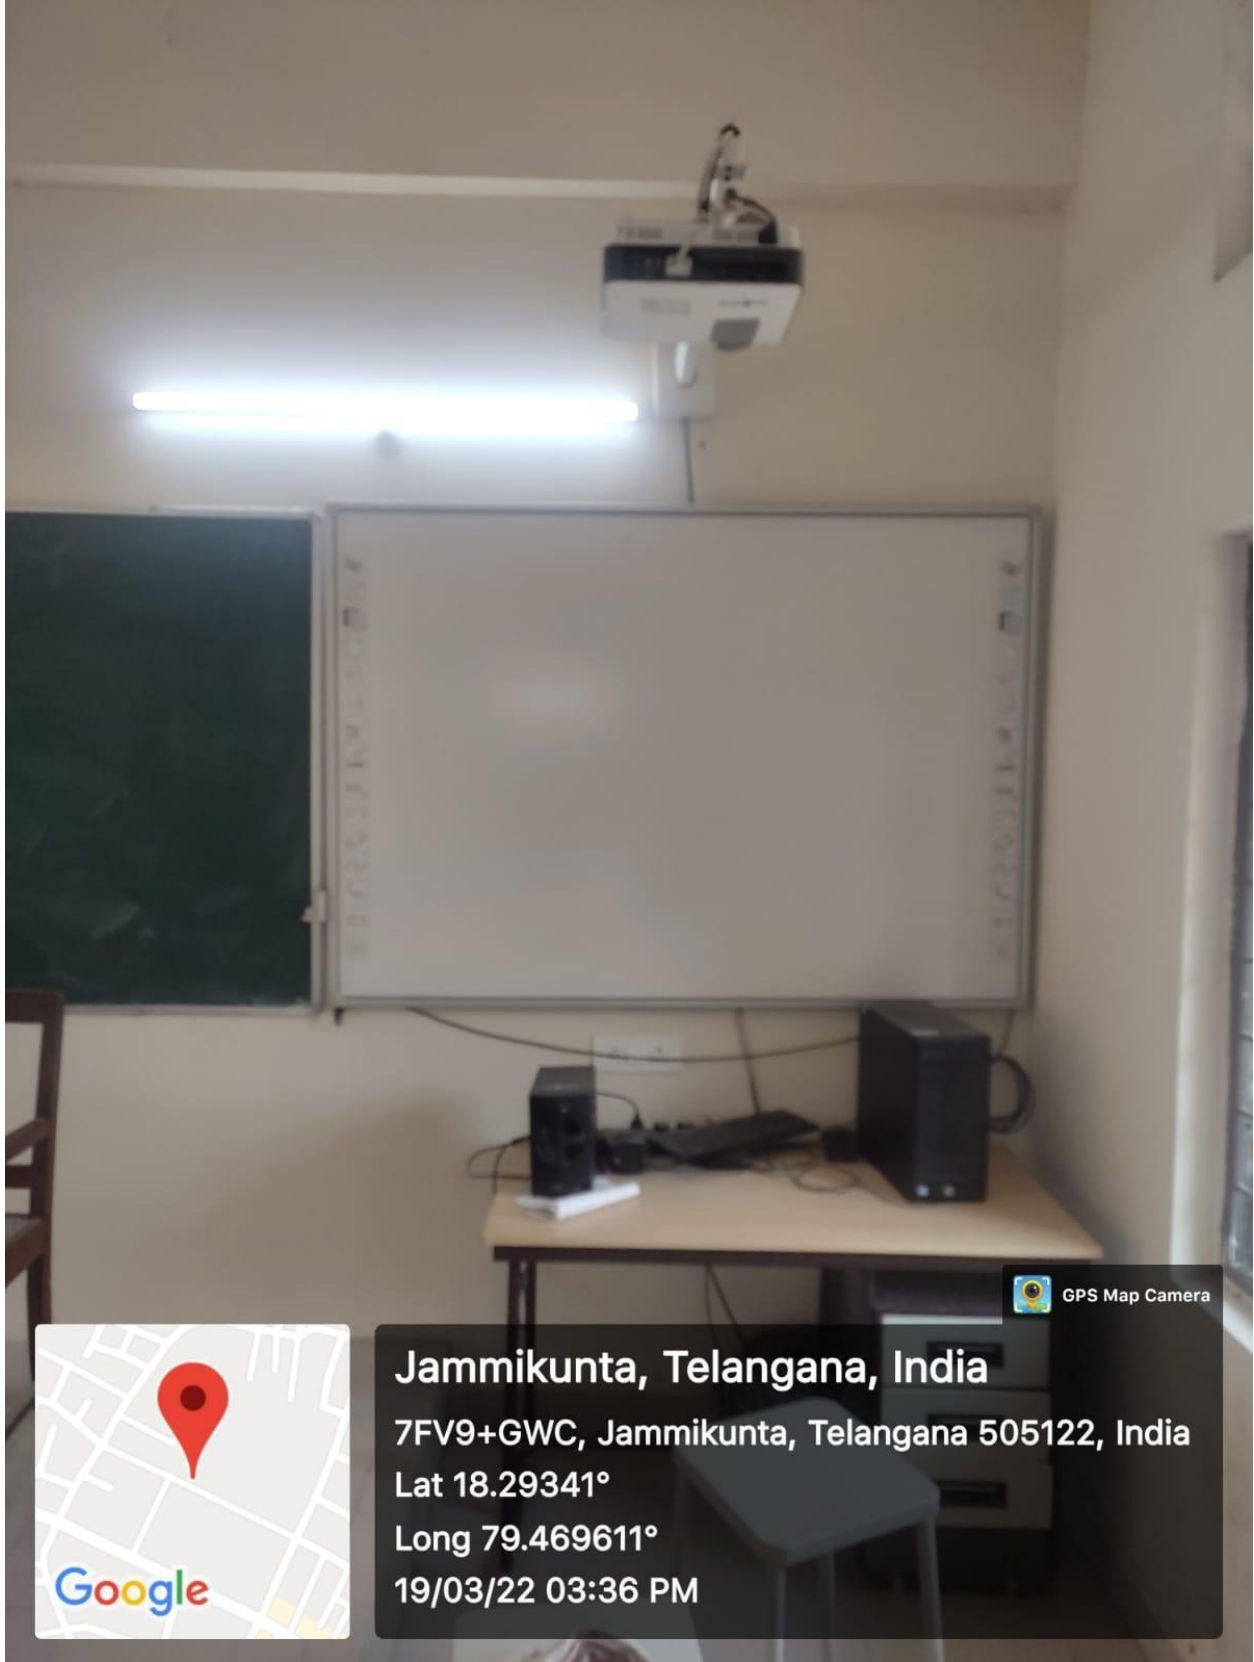 GPS Map Camera
Jammikunta, Telangana, India
7FV9+GWC, Jammikunta, Telangana 505122, India
Lat 18.29341°
Long 79.469611°
19/03/22 03:36 PM
Google